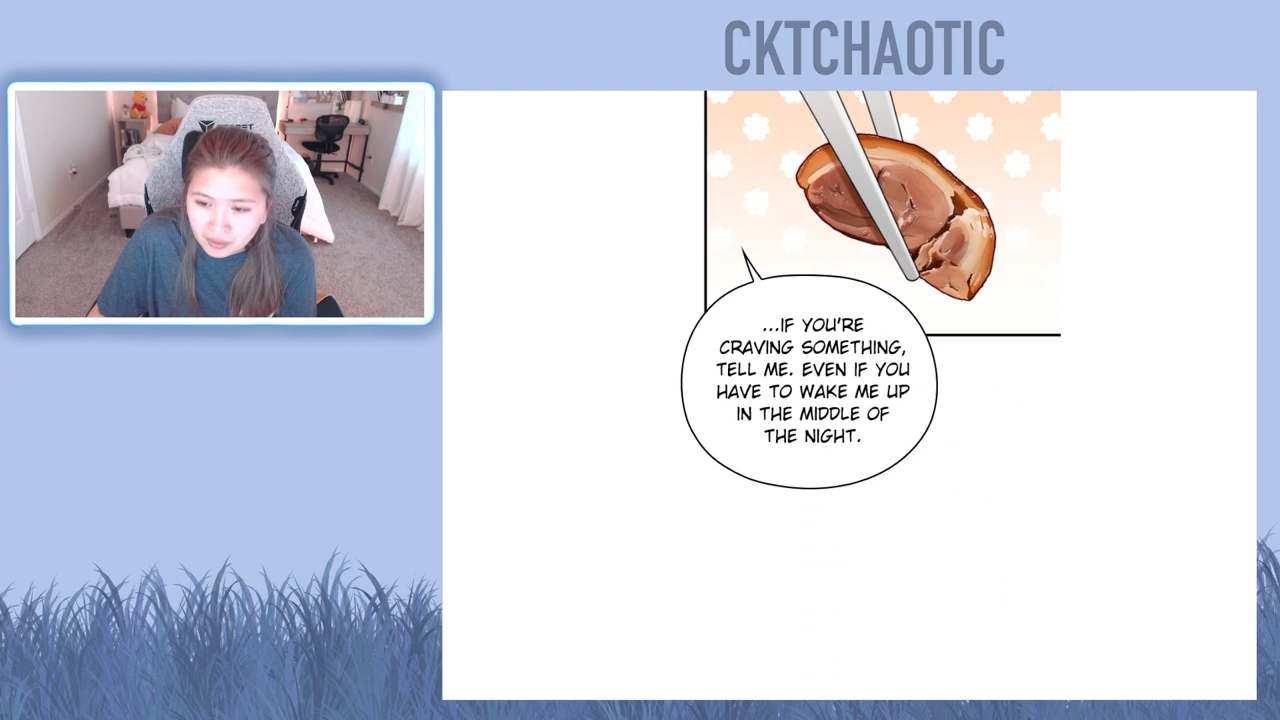 CKTCHAOTIC
...IF YOU'RE
CRAVING SOMETHING,
TELL ME. EVEN IF YOU
HAVE TO WAKE ME UP
IN THE MIDDLE OF
THE NIGHT.